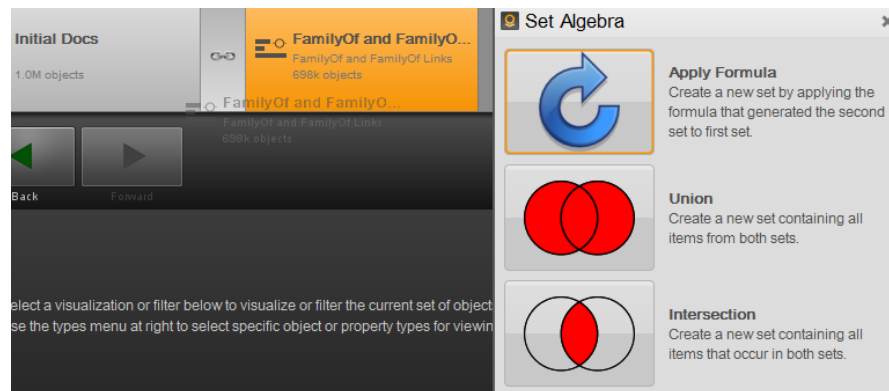 Initial Docs
1.0M objects
FamilyOf and FamilyO...
FamilyOf and FamilyOf Links
698k objects
FamilyOf and FamilyO...
FamilyOf and FamilyOf Links
698k objects
Back
Forward
elect a visualization or filter below to visualize or filter the current set of object
se the types menu at right to select specific object or property types for viewin
Set Algebra
Apply Formula
Create a new set by applying the
formula that generated the second
set to first set.
Union
Create a new set containing all
items from both sets.
Intersection
Create a new set containing all
items that occur in both sets.